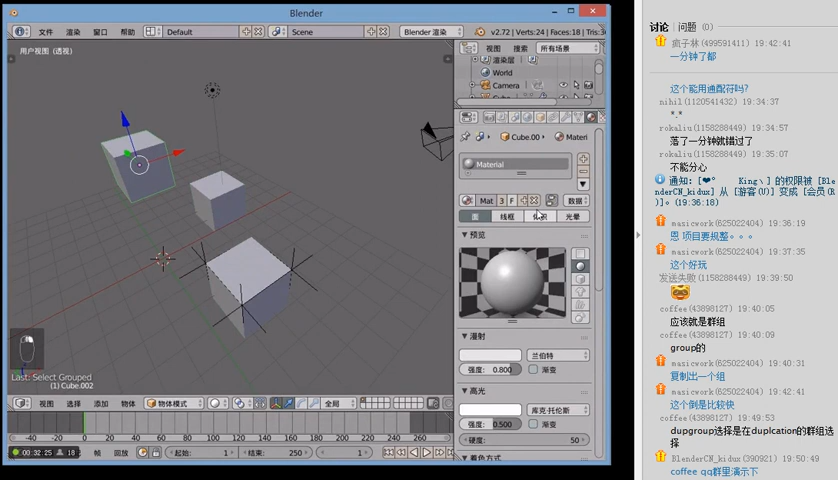 Blender
文件 渲染 窗口 帮助 Default Scene Blender 渲染 v2.72 | Verts:24 | Faces:18 | Tris:3
用户视图 (透视)
视图 搜索 所有场景
渲染层
World
Camera
Cube.00 Materi
Material
Mat 3 F 数据
面 线框 体积 光晕
预览
漫射
兰伯特
强度: 0.800 渐变
高光
库克-托伦斯
强度: 0.500 渐变
硬度: 50
着色方式
Last: Select Grouped
(1) Cube.002
视图 选择 添加 物体 物体模式 全局
-40 -20 0 20 40 60 80 100 120 140 160 180 200 220 240 260
00:32:25 18 帧 回放 起始: 1 结束: 250 1
讨论 | 问题 (0)
疯子林 (499591411) 19:42:41
一分钟了都
这个能用通配符吗?
nihil(1120541432) 19:34:37
*.*
rokaliu(1158288449) 19:34:57
落了一分钟就错过了
rokaliu(1158288449) 19:35:07
不能分心
通知: [❤° King丶] 的权限被 [Ble
nderCN_kidux] 从 [游客(U)] 变成 [会员(R
)]。(19:36:18)
masicwork(625022404) 19:36:19
恩 项目要规整。。。
masicwork(625022404) 19:37:35
这个好玩
发送失败(1158288449) 19:39:50
coffee(43898127) 19:40:05
应该就是群组
coffee(43898127) 19:40:09
group的
masicwork(625022404) 19:40:31
复制出一个组
masicwork(625022404) 19:42:41
这个倒是比较快
coffee(43898127) 19:49:53
dupgroup选择是在duplcation的群组选
择
BlenderCN_kidux(390921) 19:50:49
coffee qq群里演示下